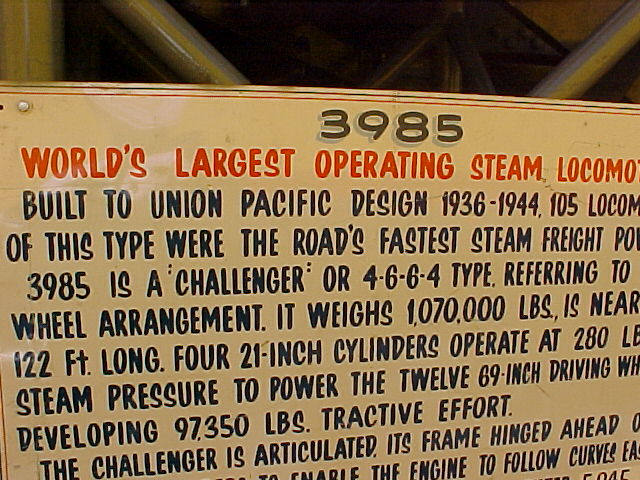 3985
WORLD'S LARGEST OPERATING STEAM LOCOMOT
BUILT TO UNION PACIFIC DESIGN 1936-1944, 105 LOCOM
OF THIS TYPE WERE THE ROAD'S FASTEST STEAM FREIGHT POW
3985 IS A 'CHALLENGER' OR 4-6-6-4 TYPE, REFERRING TO
WHEEL ARRANGEMENT. IT WEIGHS 1,070,000 LBS., IS NEAR
122 Ft. LONG. FOUR 21-INCH CYLINDERS OPERATE AT 280 LB
STEAM PRESSURE TO POWER THE TWELVE 69-INCH DRIVING WH
DEVELOPING 97,350 LBS. TRACTIVE EFFORT.
THE CHALLENGER IS ARTICULATED, ITS FRAME HINGED AHEAD O
TO ENABLE THE ENGINE TO FOLLOW CURVES EAS